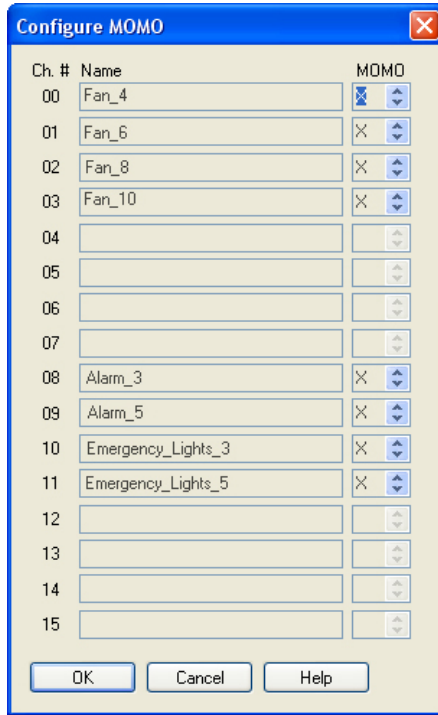 Configure MOMO
Ch. # Name MOMO
00 Fan_4 X
01 Fan_6 X
02 Fan_8 X
03 Fan_10 X
04
05
06
07
08 Alarm_3 X
09 Alarm_5 X
10 Emergency_Lights_3 X
11 Emergency_Lights_5 X
12
13
14
15
OK Cancel Help